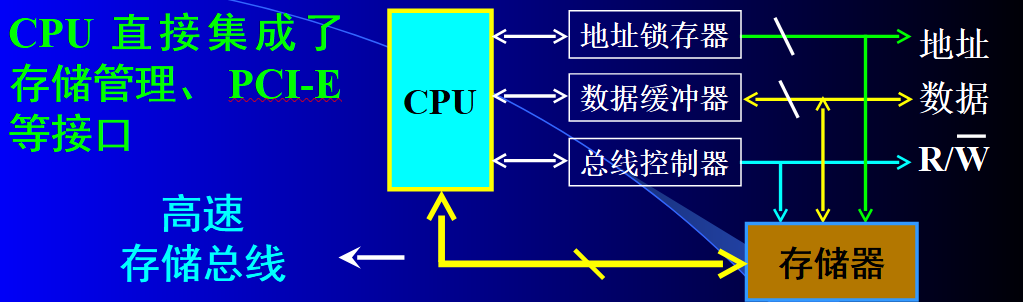 CPU 直接集成了
存储管理、PCI-E
等接口
CPU
地址锁存器
数据缓冲器
总线控制器
地址
数据
R/W̅
高速
存储总线
存储器